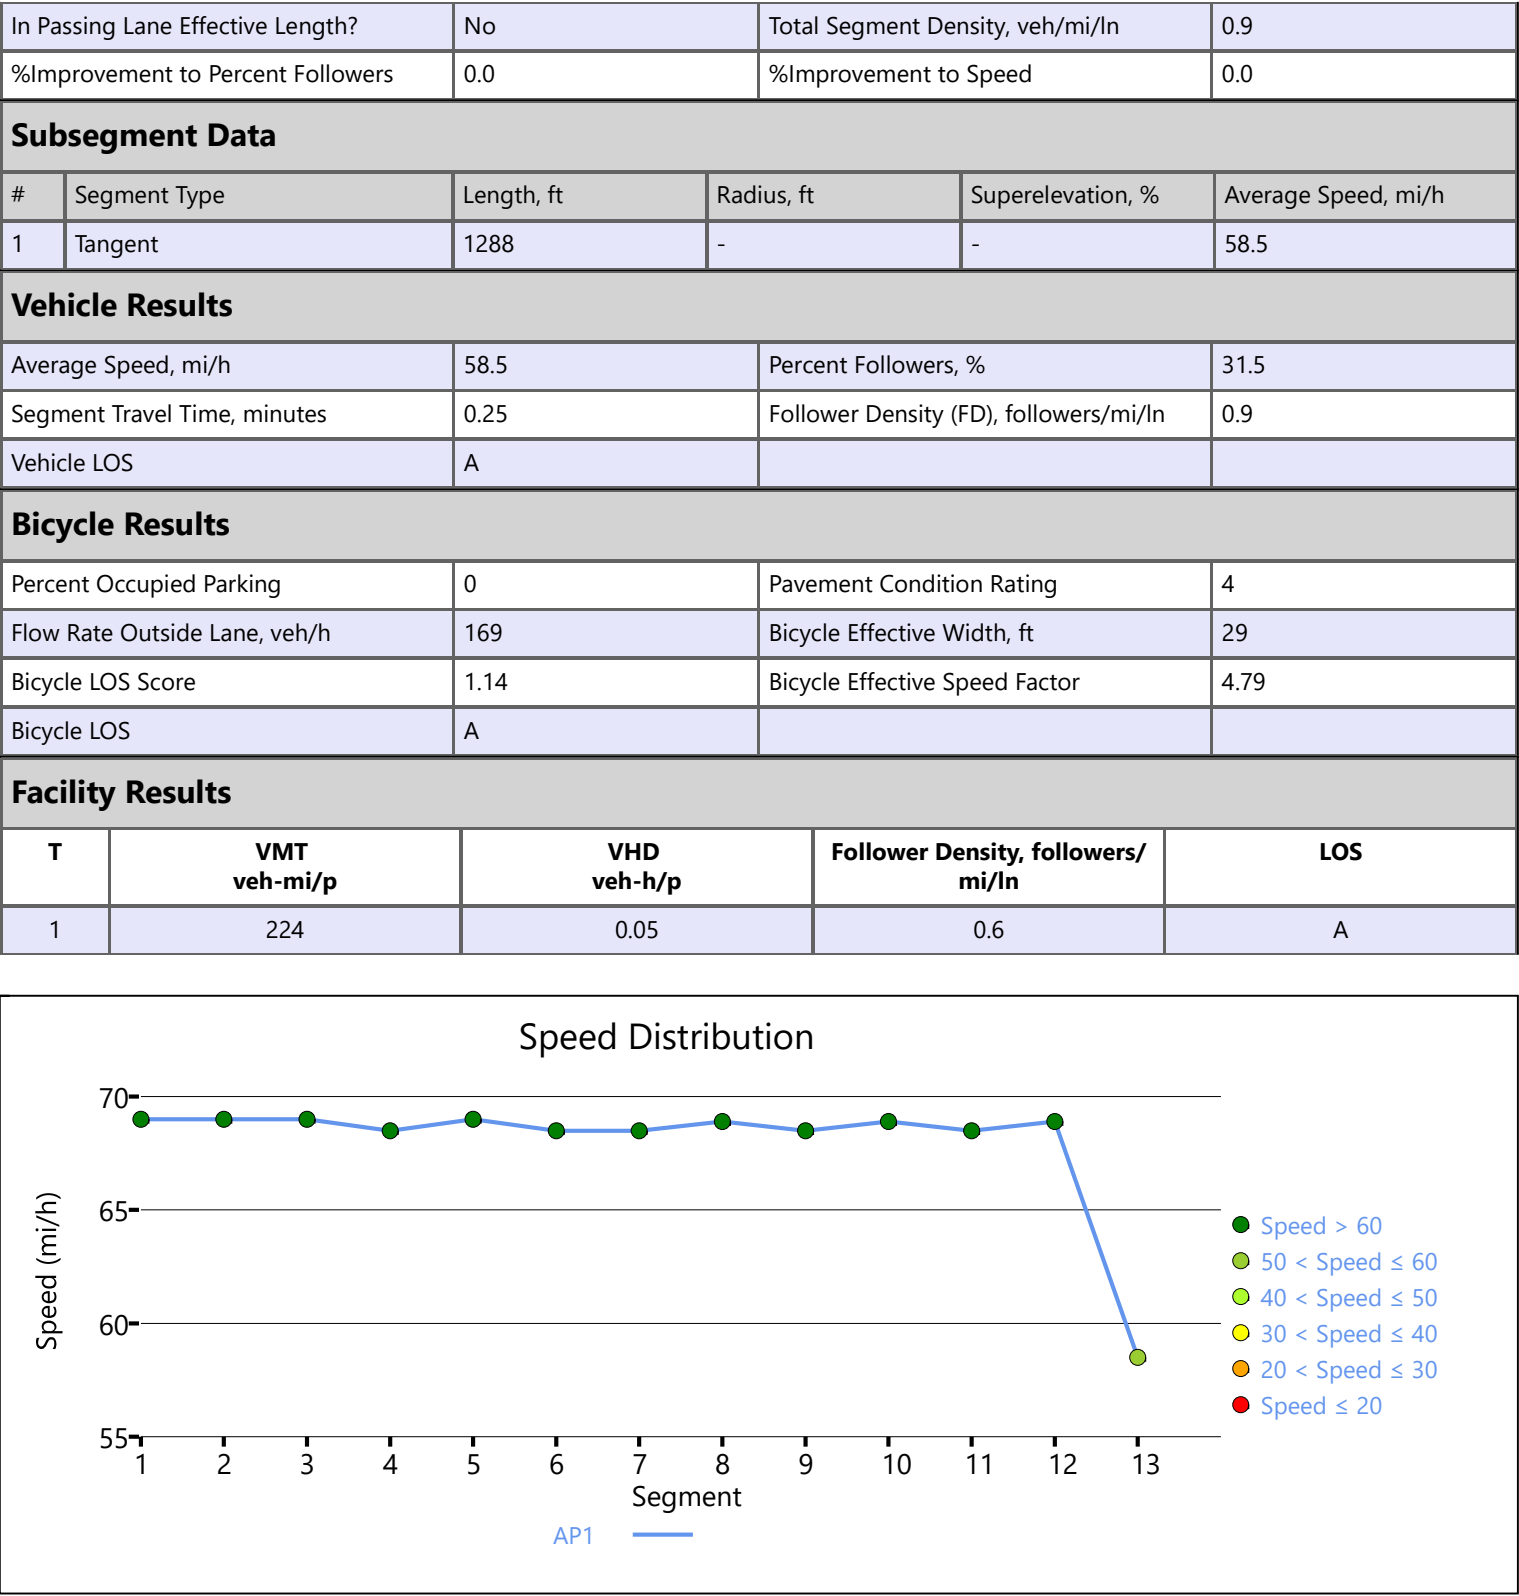 In Passing Lane Effective Length? No Total Segment Density, veh/mi/ln 0.9
%Improvement to Percent Followers 0.0 %Improvement to Speed 0.0
Subsegment Data
# Segment Type Length, ft Radius, ft Superelevation, % Average Speed, mi/h
1 Tangent 1288 - - 58.5
Vehicle Results
Average Speed, mi/h 58.5 Percent Followers, % 31.5
Segment Travel Time, minutes 0.25 Follower Density (FD), followers/mi/ln 0.9
Vehicle LOS A
Bicycle Results
Percent Occupied Parking 0 Pavement Condition Rating 4
Flow Rate Outside Lane, veh/h 169 Bicycle Effective Width, ft 29
Bicycle LOS Score 1.14 Bicycle Effective Speed Factor 4.79
Bicycle LOS A
Facility Results
T VMT VHD Follower Density, followers/ LOS
veh-mi/p veh-h/p mi/ln
1 224 0.05 0.6 A
Speed Distribution
70
65
60
55
Speed (mi/h)
1 2 3 4 5 6 7 8 9 10 11 12 13
Segment
AP1
Speed > 60
50 < Speed ≤ 60
40 < Speed ≤ 50
30 < Speed ≤ 40
20 < Speed ≤ 30
Speed ≤ 20